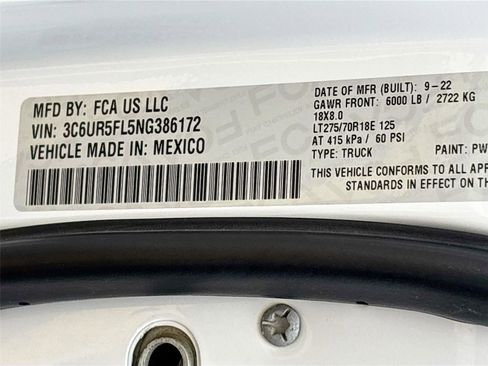 MFD BY: FCA US LLC
VIN: 3C6UR5FL5NG386172
VEHICLE MADE IN: MEXICO
DATE OF MFR (BUILT): 9-22
GAWR FRONT: 6000 LB / 2722 KG
18X8.0
LT275/70R18E 125
AT 415 kPa / 60 PSI
TYPE: TRUCK PAINT: PW
THIS VEHICLE CONFORMS TO ALL APP
STANDARDS IN EFFECT ON THE